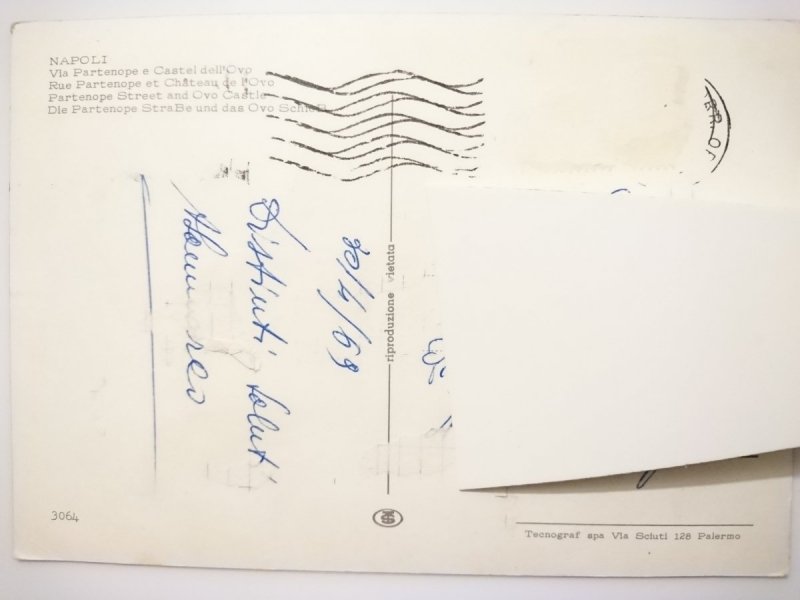 NAPOLI
Via Partenope e Castel dell'Ovo
Rue Partenope et Château de l'Ovo
Partenope Street and Ovo Castle
Die Partenope StraBe und das Ovo Schloß
30/4/69
Distinti saluti
riproduzione vietata
3064
Tecnograf spa Via Sciuti 128 Palermo